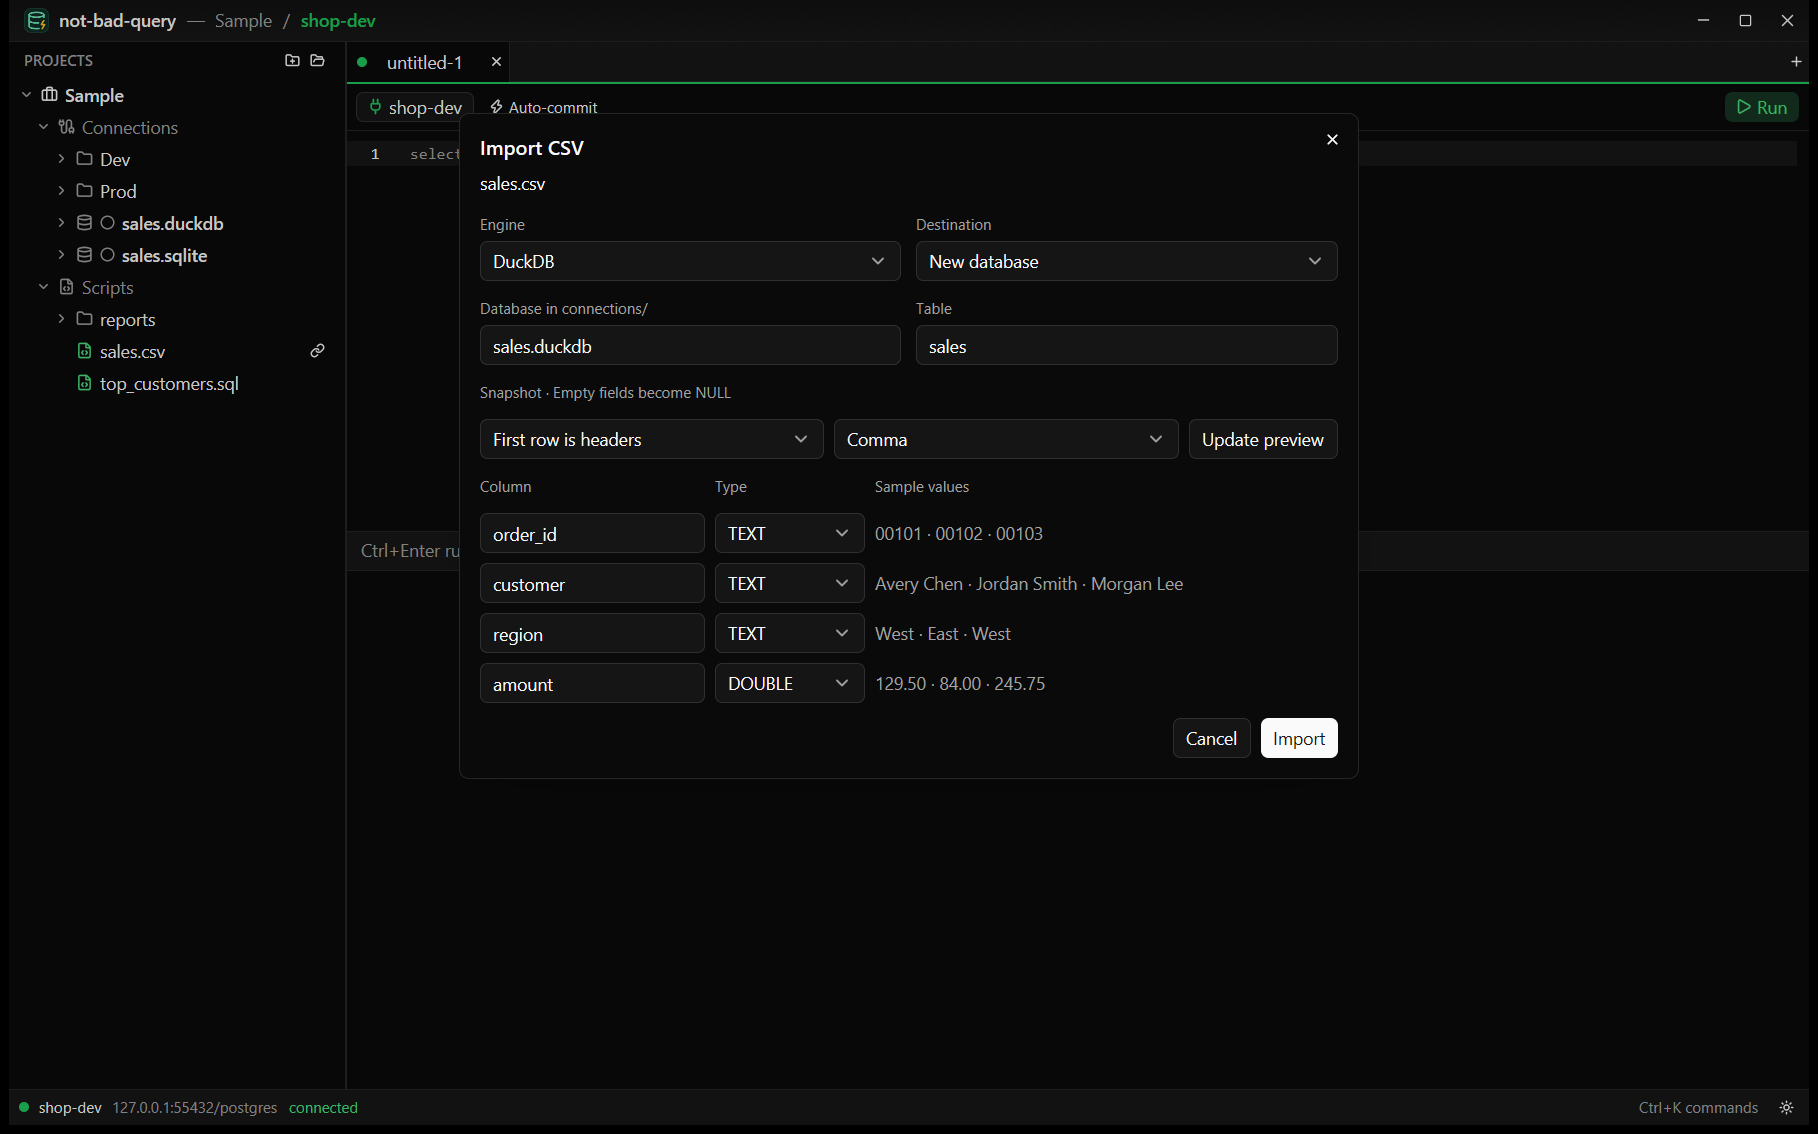 not-bad-query — Sample / shop-dev
PROJECTS
Sample
Connections
Dev
Prod
sales.duckdb
sales.sqlite
Scripts
reports
sales.csv
top_customers.sql
untitled-1
shop-dev
Auto-commit
Run
1 select
Ctrl+Enter ru
Import CSV
sales.csv
Engine Destination
DuckDB New database
Database in connections/ Table
sales.duckdb sales
Snapshot · Empty fields become NULL
First row is headers Comma Update preview
Column Type Sample values
order_id TEXT 00101 · 00102 · 00103
customer TEXT Avery Chen · Jordan Smith · Morgan Lee
region TEXT West · East · West
amount DOUBLE 129.50 · 84.00 · 245.75
Cancel Import
shop-dev 127.0.0.1:55432/postgres connected
Ctrl+K commands